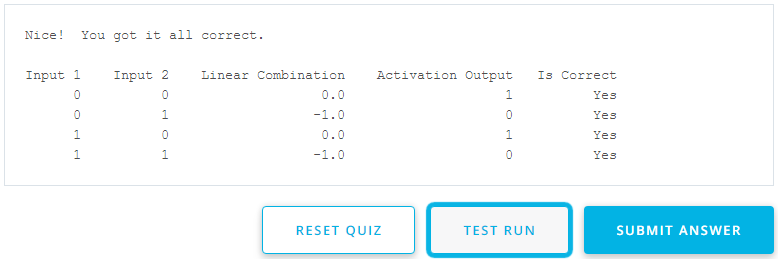 Nice!  You got it all correct.
Input 1    Input 2    Linear Combination    Activation Output   Is Correct
      0          0                   0.0                    1          Yes
      0          1                  -1.0                    0          Yes
      1          0                   0.0                    1          Yes
      1          1                  -1.0                    0          Yes
RESET QUIZ TEST RUN SUBMIT ANSWER